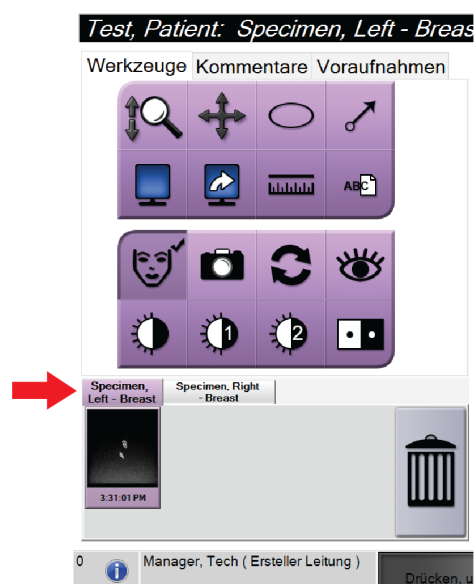 Test, Patient: Specimen, Left - Breas
Werkzeuge Kommentare Voraufnahmen
ABC
1 2
Specimen, Left - Breast
Specimen, Right - Breast
3:31:01 PM
0
Manager, Tech ( Ersteller Leitung )
Drücken, u